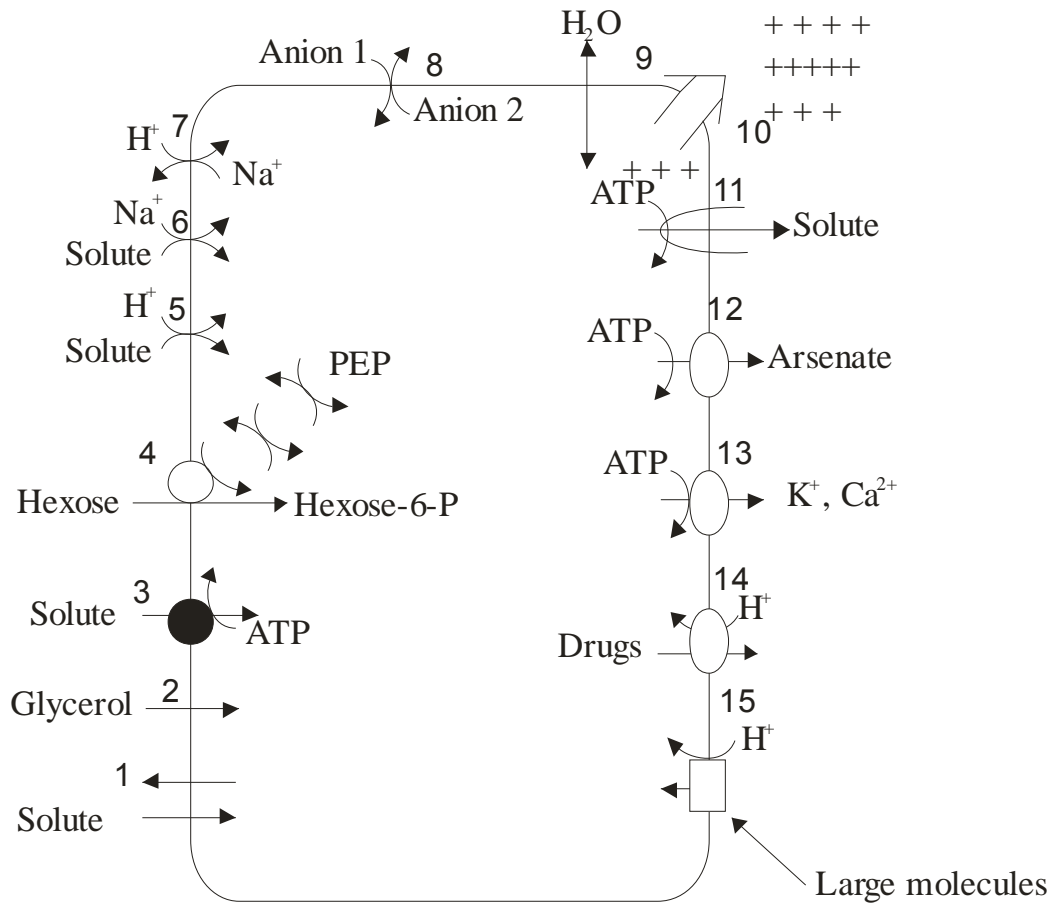 H₂O
+ + + +
Anion 1
8
9
+++++
Anion 2
+ + +
7
10
H⁺
Na⁺
+ + +
ATP
11
Na⁺
6
Solute
Solute
H⁺
5
12
Solute
ATP
Arsenate
PEP
4
13
ATP
Hexose
Hexose-6-P
K⁺, Ca²⁺
14
3
H⁺
Solute
ATP
Drugs
Glycerol
2
15
H⁺
1
Solute
Large molecules